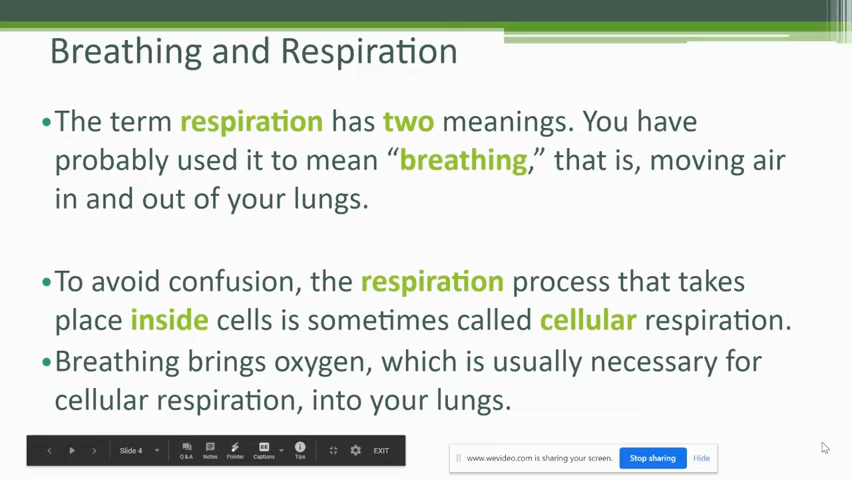 Breathing and Respiration
•The term respiration has two meanings. You have
probably used it to mean “breathing,” that is, moving air
in and out of your lungs.
•To avoid confusion, the respiration process that takes
place inside cells is sometimes called cellular respiration.
•Breathing brings oxygen, which is usually necessary for
cellular respiration, into your lungs.
Slide 4 Q & A Notes Pointer Captions Tips EXIT
www.wevideo.com is sharing your screen. Stop sharing Hide